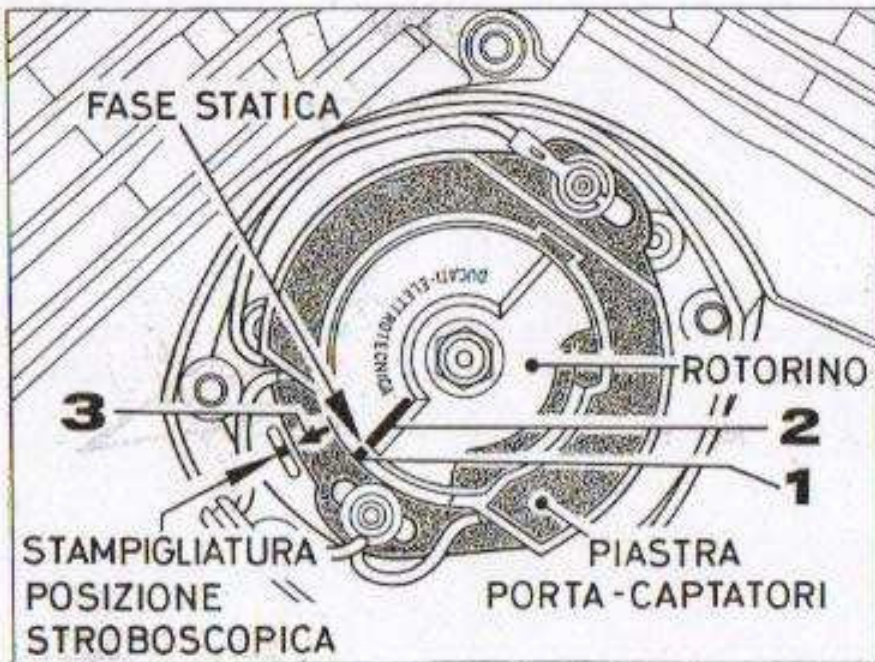 FASE STATICA
DUCATI-ELETTROTECNICA
ROTORINO
3
2
1
STAMPIGLIATURA
POSIZIONE
STROBOSCOPICA
PIASTRA
PORTA-CAPTATORI